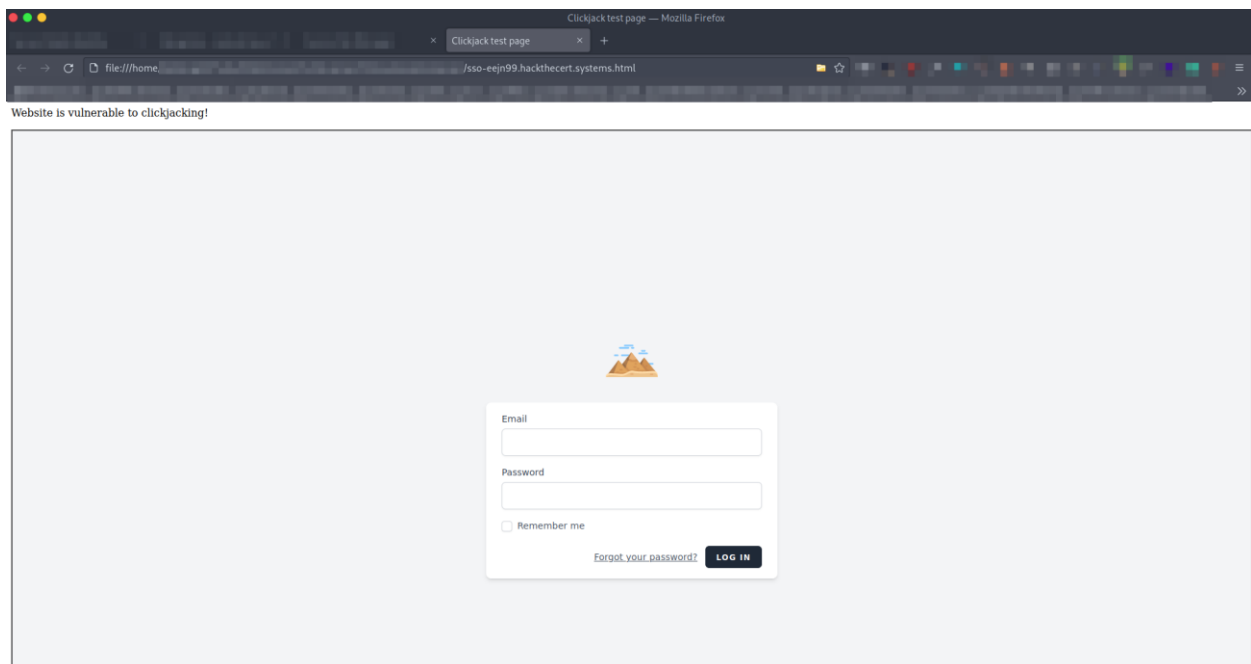 Clickjack test page — Mozilla Firefox
Clickjack test page
file:///home/ /sso-eejn99.hackthecert.systems.html
Website is vulnerable to clickjacking!
Email
Password
Remember me
Forgot your password? LOG IN